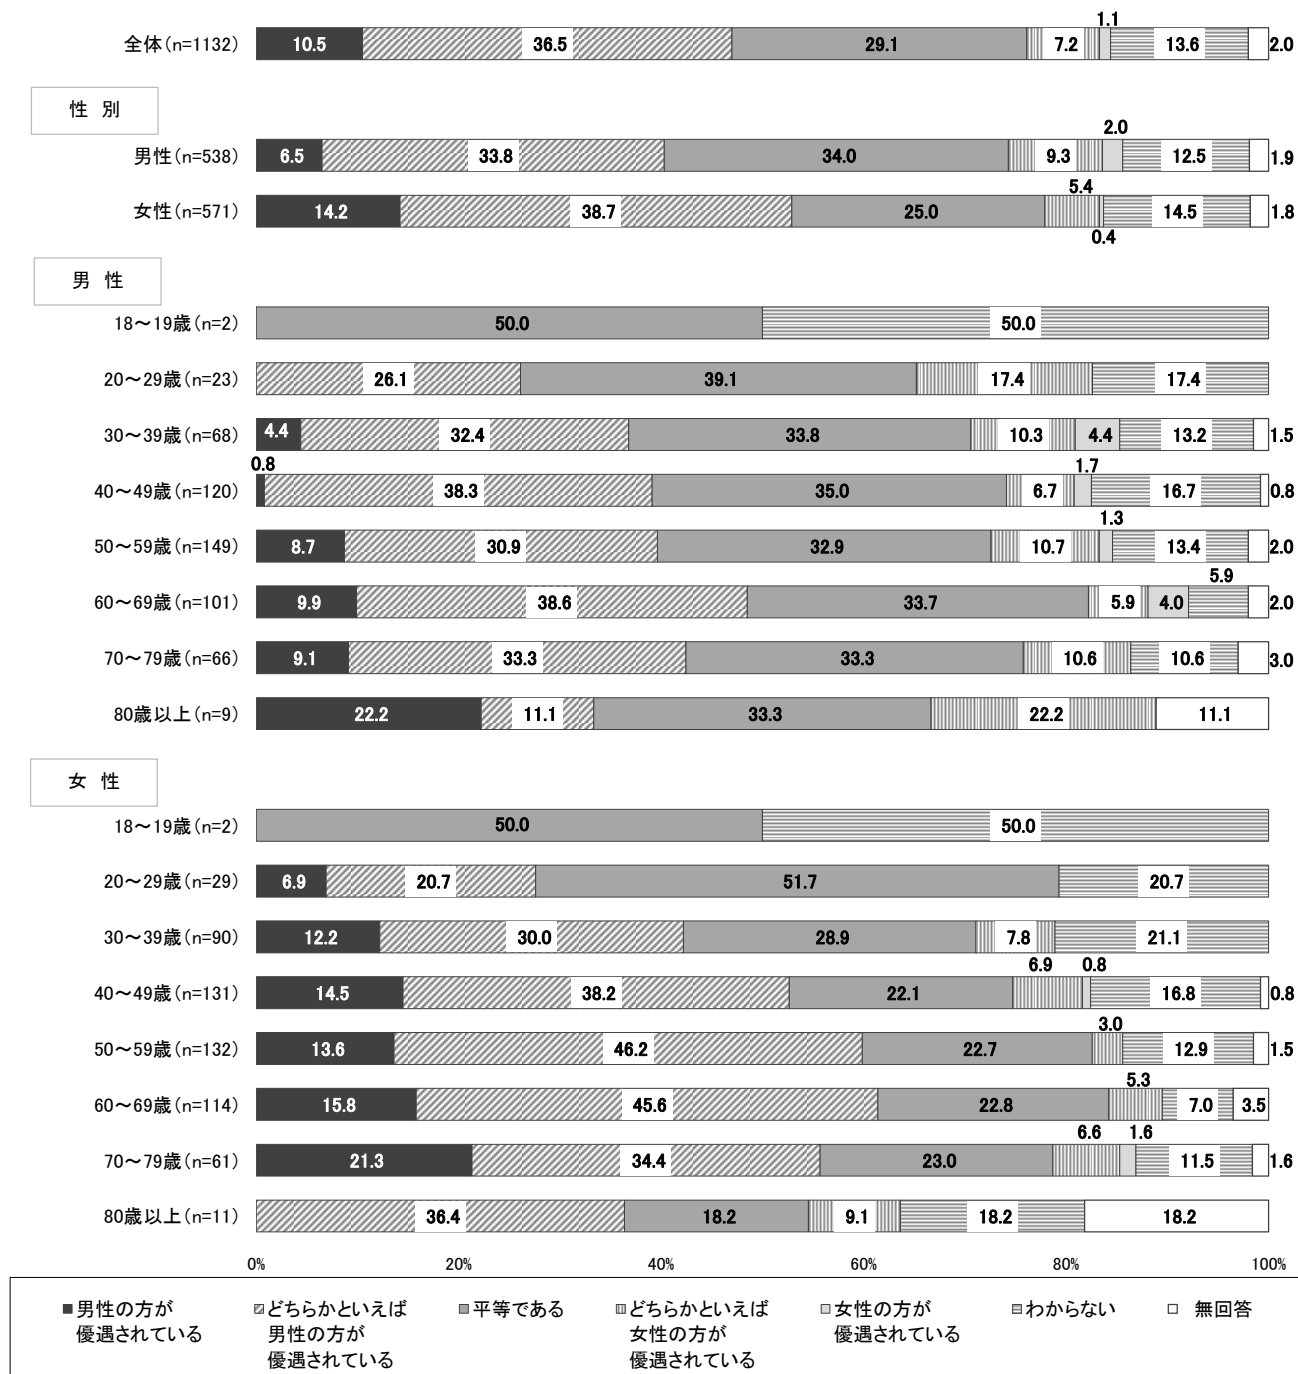 1.1
全体(n=1132) 10.5 36.5 29.1 7.2 13.6 2.0
性 別
2.0
男性(n=538) 6.5 33.8 34.0 9.3 12.5 1.9
5.4
女性(n=571) 14.2 38.7 25.0 14.5 1.8
0.4
男 性
18～19歳(n=2) 50.0 50.0
20～29歳(n=23) 26.1 39.1 17.4 17.4
30～39歳(n=68) 4.4 32.4 33.8 10.3 4.4 13.2 1.5
0.8 1.7
40～49歳(n=120) 38.3 35.0 6.7 16.7 0.8
1.3
50～59歳(n=149) 8.7 30.9 32.9 10.7 13.4 2.0
5.9
60～69歳(n=101) 9.9 38.6 33.7 5.9 4.0 2.0
70～79歳(n=66) 9.1 33.3 33.3 10.6 10.6 3.0
80歳以上(n=9) 22.2 11.1 33.3 22.2 11.1
女 性
18～19歳(n=2) 50.0 50.0
20～29歳(n=29) 6.9 20.7 51.7 20.7
30～39歳(n=90) 12.2 30.0 28.9 7.8 21.1
6.9 0.8
40～49歳(n=131) 14.5 38.2 22.1 16.8 0.8
3.0
50～59歳(n=132) 13.6 46.2 22.7 12.9 1.5
5.3
60～69歳(n=114) 15.8 45.6 22.8 7.0 3.5
6.6 1.6
70～79歳(n=61) 21.3 34.4 23.0 11.5 1.6
80歳以上(n=11) 36.4 18.2 9.1 18.2 18.2
0% 20% 40% 60% 80% 100%
男性の方が
優遇されている
どちらかといえば
男性の方が
優遇されている
平等である
どちらかといえば
女性の方が
優遇されている
女性の方が
優遇されている
わからない
無回答